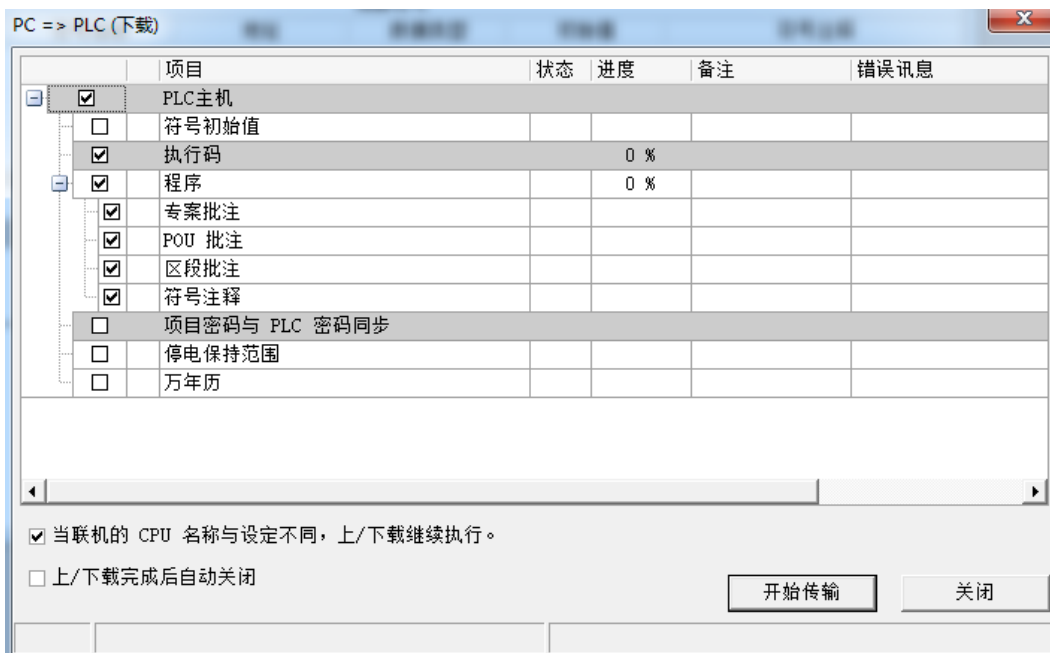 PC => PLC (下载)
项目 状态 进度 备注 错误讯息
PLC主机
符号初始值
执行码 0 %
程序 0 %
专案批注
POU 批注
区段批注
符号注释
项目密码与 PLC 密码同步
停电保持范围
万年历
当联机的 CPU 名称与设定不同，上/下载继续执行。
上/下载完成后自动关闭
开始传输 关闭